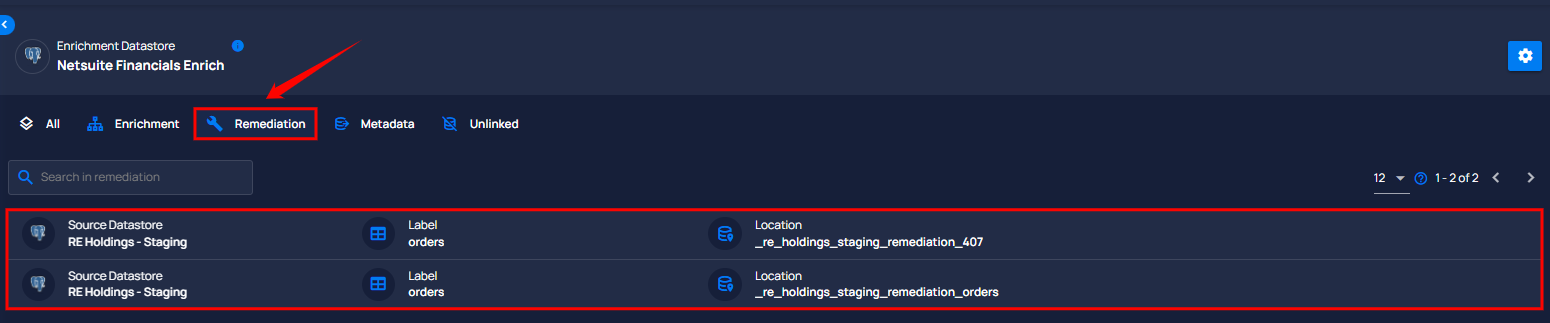 Enrichment Datastore
Netsuite Financials Enrich
All Enrichment Remediation Metadata Unlinked
Search in remediation
12 1 - 2 of 2
Source Datastore Label Location
RE Holdings - Staging orders _re_holdings_staging_remediation_407
Source Datastore Label Location
RE Holdings - Staging orders _re_holdings_staging_remediation_orders